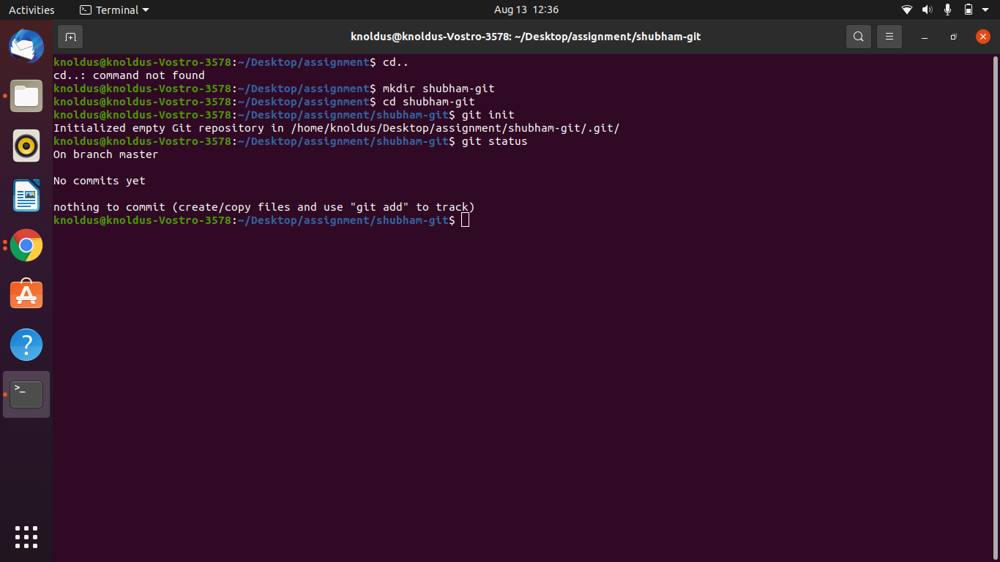 Activities Terminal Aug 13 12:36
knoldus@knoldus-Vostro-3578: ~/Desktop/assignment/shubham-git
knoldus@knoldus-Vostro-3578:~/Desktop/assignment$ cd..
cd..: command not found
knoldus@knoldus-Vostro-3578:~/Desktop/assignment$ mkdir shubham-git
knoldus@knoldus-Vostro-3578:~/Desktop/assignment$ cd shubham-git
knoldus@knoldus-Vostro-3578:~/Desktop/assignment/shubham-git$ git init
Initialized empty Git repository in /home/knoldus/Desktop/assignment/shubham-git/.git/
knoldus@knoldus-Vostro-3578:~/Desktop/assignment/shubham-git$ git status
On branch master
No commits yet
nothing to commit (create/copy files and use "git add" to track)
knoldus@knoldus-Vostro-3578:~/Desktop/assignment/shubham-git$